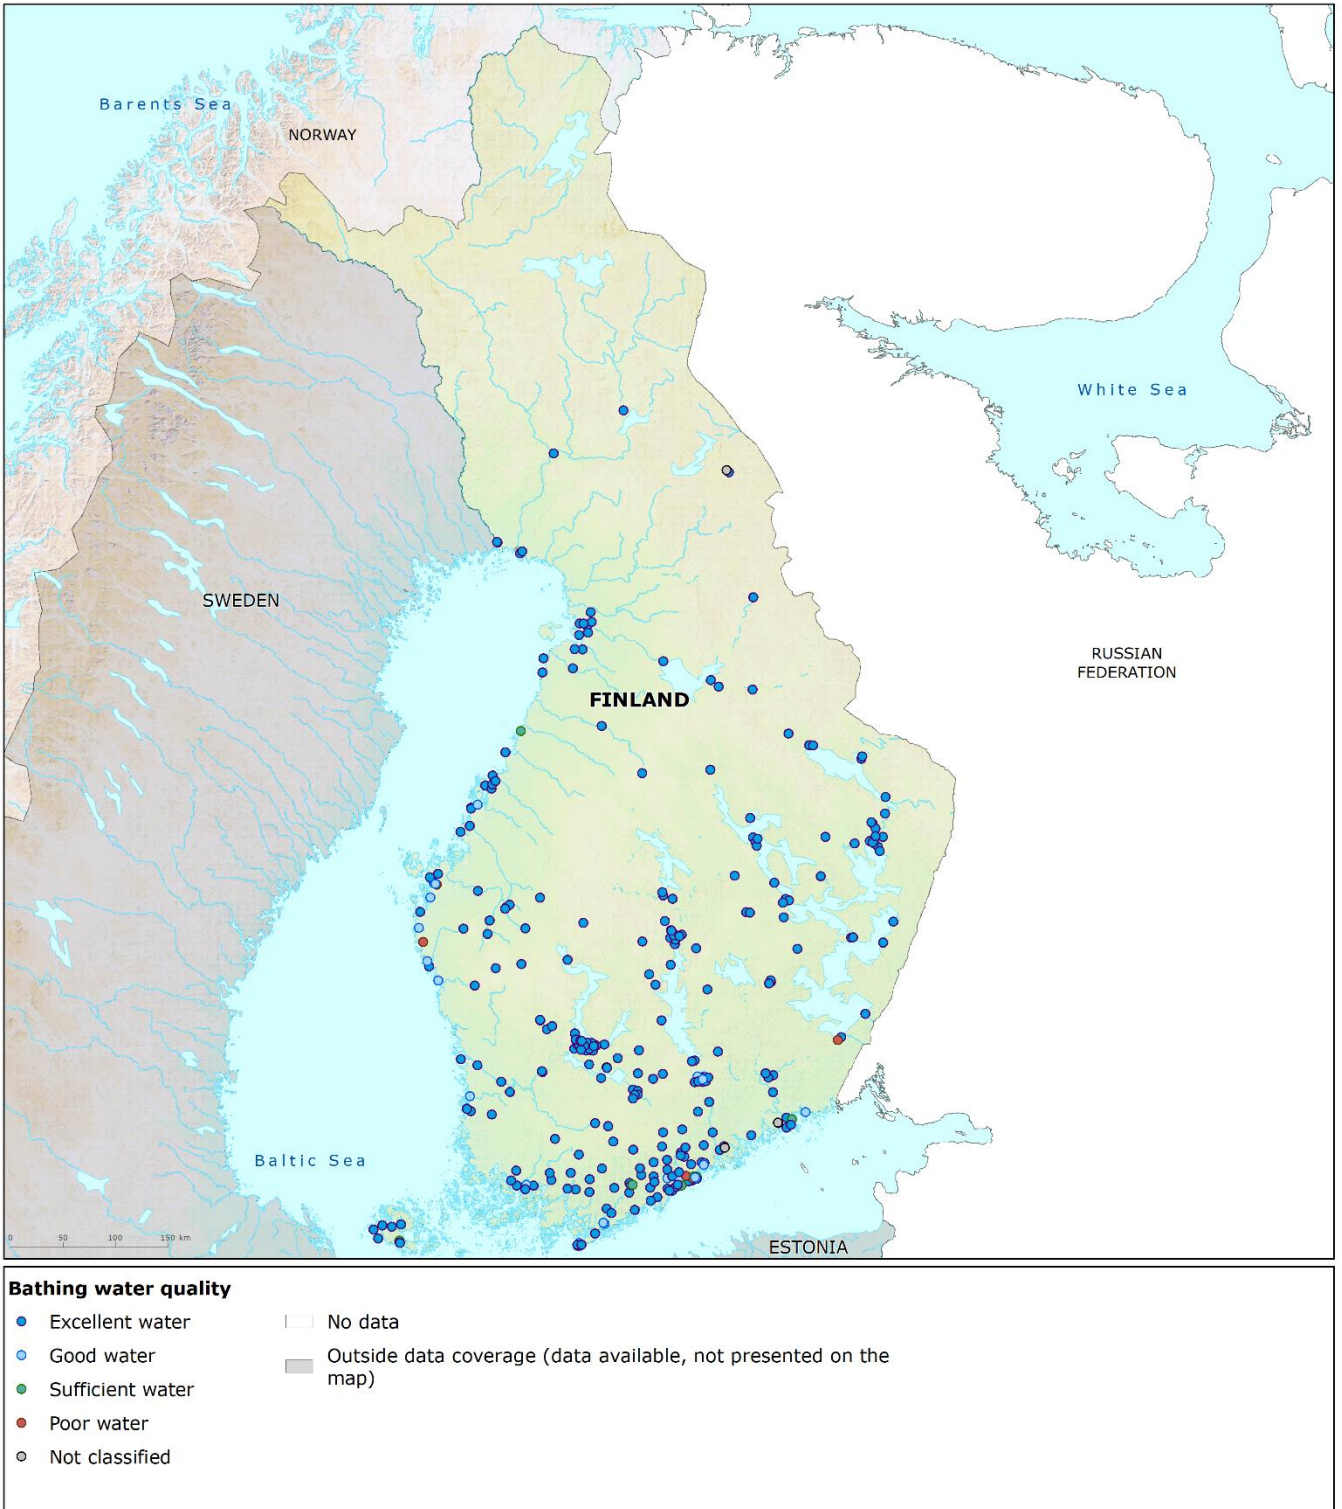 Barents Sea
NORWAY
White Sea
SWEDEN
RUSSIAN
FEDERATION
FINLAND
Baltic Sea
0 50 100 150 km
ESTONIA
Bathing water quality
Excellent water
Good water
Sufficient water
Poor water
Not classified
No data
Outside data coverage (data available, not presented on the
map)